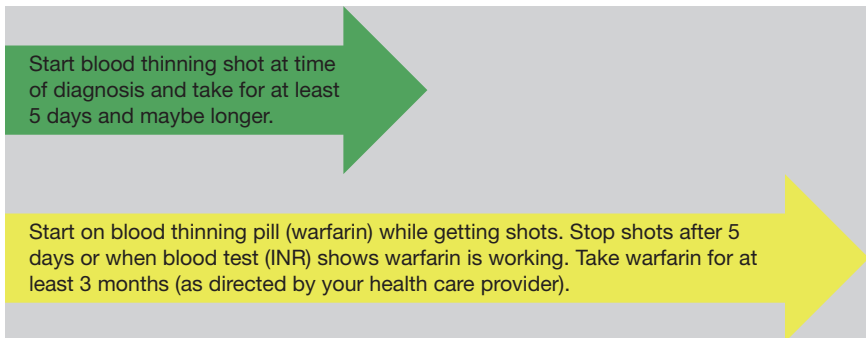 Start blood thinning shot at time
of diagnosis and take for at least
5 days and maybe longer.
Start on blood thinning pill (warfarin) while getting shots. Stop shots after 5
days or when blood test (INR) shows warfarin is working. Take warfarin for at
least 3 months (as directed by your health care provider).